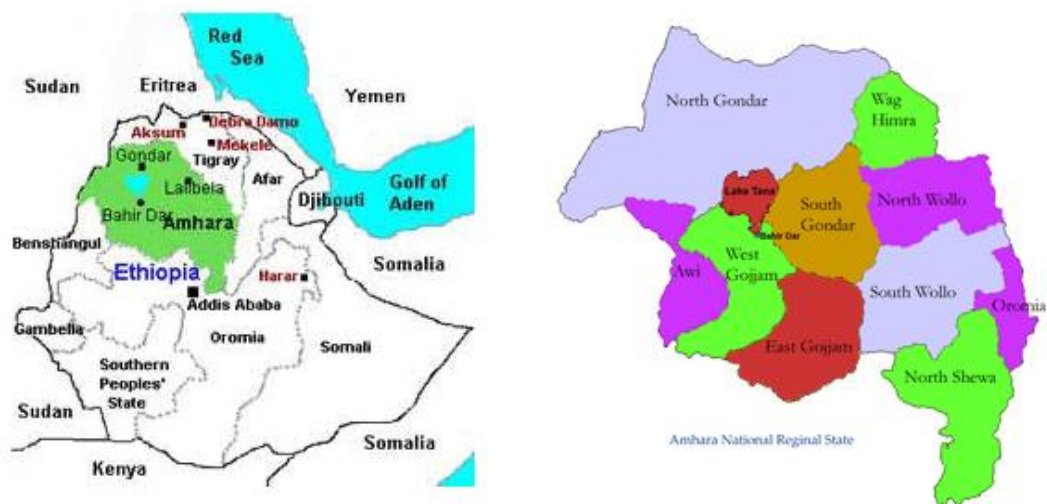 Red
Sea
Sudan
Eritrea
Yemen
Debra Damo
Aksum
Mekele
Gondar
Tigray
Lalibela
Afar
Golf of
Aden
Djibouti
Bahir Dar
Amhara
Benshangul
Ethiopia
Somalia
Harar
Addis Ababa
Gambella
Oromia
Somali
Southern
Peoples'
State
Sudan
Somalia
Kenya
North Gondar
Wag
Himra
Lake Tana
South
Gondar
North Wollo
Bahir Dar
West
Gojjam
Awi
South Wollo
Oromia
East Gojjam
North Shewa
Amhara National Reginal State